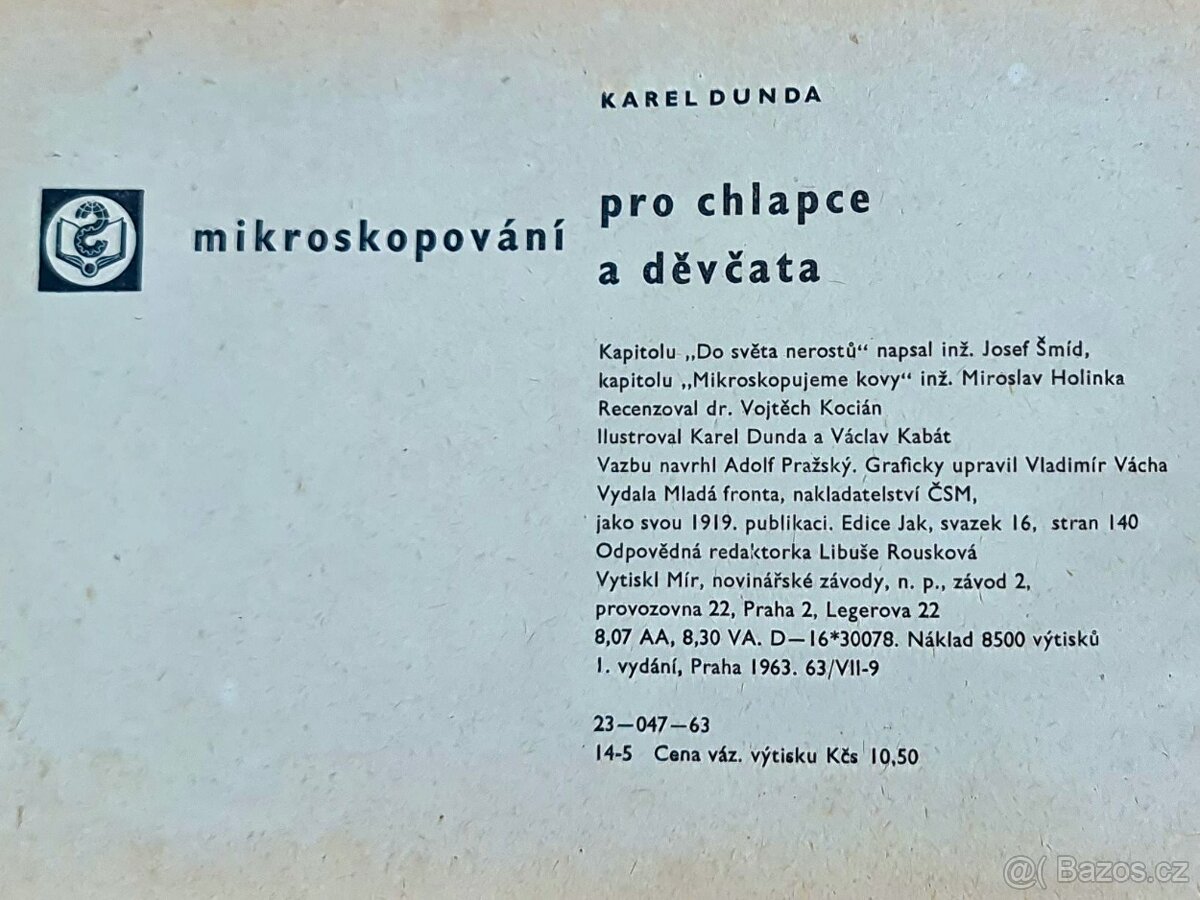 KAREL DUNDA
mikroskopování
pro chlapce
a děvčata
Kapitolu „Do světa nerostů“ napsal inž. Josef Šmíd,
kapitolu „Mikroskopujeme kovy“ inž. Miroslav Holinka
Recenzoval dr. Vojtěch Kocián
Ilustroval Karel Dunda a Václav Kabát
Vazbu navrhl Adolf Pražský. Graficky upravil Vladimír Vácha
Vydala Mladá fronta, nakladatelství ČSM,
jako svou 1919. publikaci. Edice Jak, svazek 16, stran 140
Odpovědná redaktorka Libuše Rousková
Vytiskl Mír, novinářské závody, n. p., závod 2,
provozovna 22, Praha 2, Legerova 22
8,07 AA, 8,30 VA. D—16*30078. Náklad 8500 výtisků
1. vydání, Praha 1963. 63/VII-9
23—047—63
14-5 Cena váz. výtisku Kčs 10,50
@( Bazos.cz